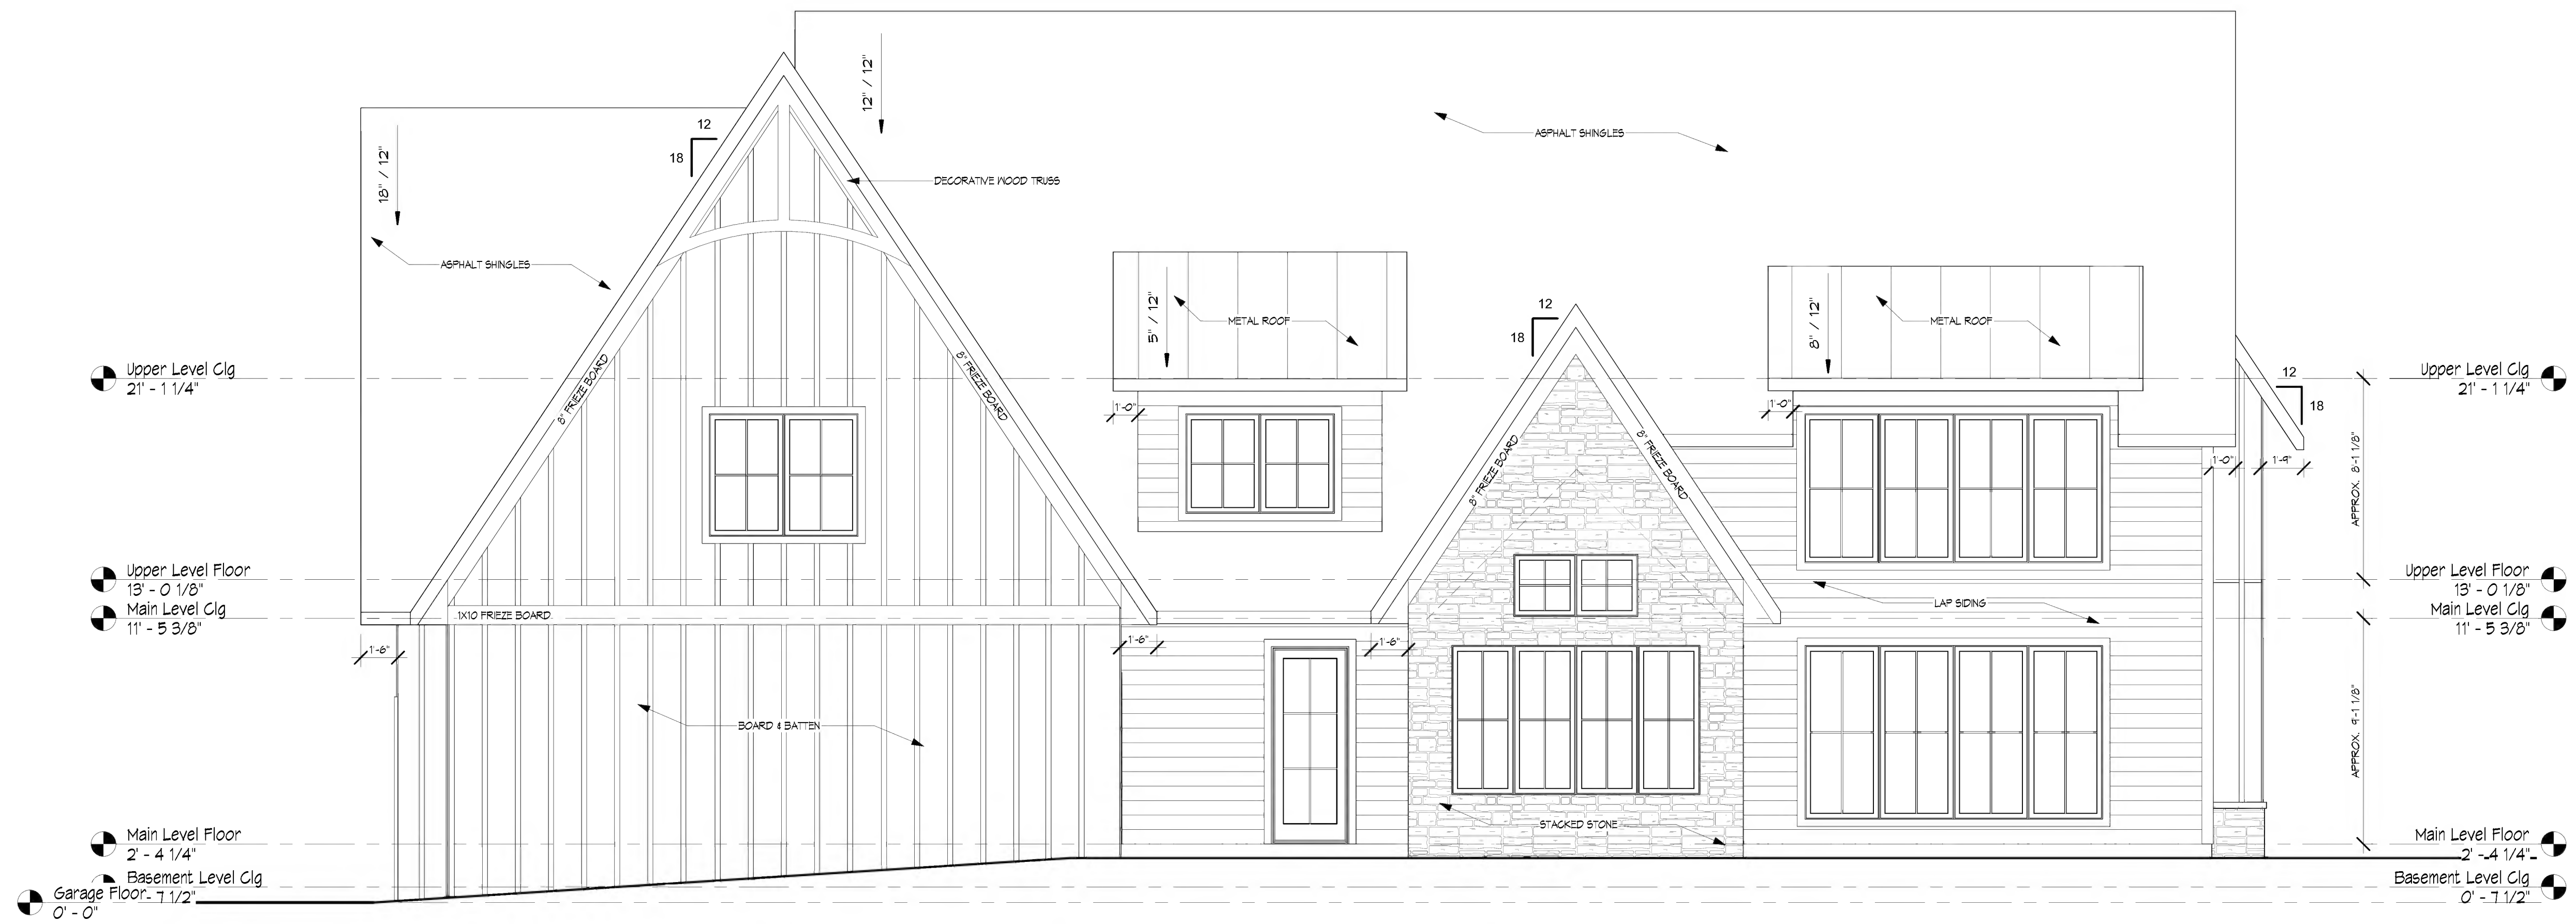 12" / 12"
12
18
18" / 12"
ASPHALT SHINGLES
DECORATIVE WOOD TRUSS
ASPHALT SHINGLES
8" FRIEZE BOARD
8" FRIEZE BOARD
5" / 12"
METAL ROOF
12
18
8" / 12"
METAL ROOF
Upper Level Clg
21' - 1 1/4"
Upper Level Clg
21' - 1 1/4"
12
18
1'-0"
1'-0"
8" FRIEZE BOARD
8" FRIEZE BOARD
1'-0"
1'-9"
APPROX. 8'-1 1/8"
Upper Level Floor
13' - 0 1/8"
Main Level Clg
11' - 5 3/8"
1X10 FRIEZE BOARD
LAP SIDING
Upper Level Floor
13' - 0 1/8"
Main Level Clg
11' - 5 3/8"
1'-6"
1'-6"
1'-6"
BOARD & BATTEN
APPROX. 9'-1 1/8"
STACKED STONE
Main Level Floor
2' - 4 1/4"
Main Level Floor
2' - 4 1/4"
Basement Level Clg
- 7 1/2"
Garage Floor
0' - 0"
Basement Level Clg
0' - 7 1/2"